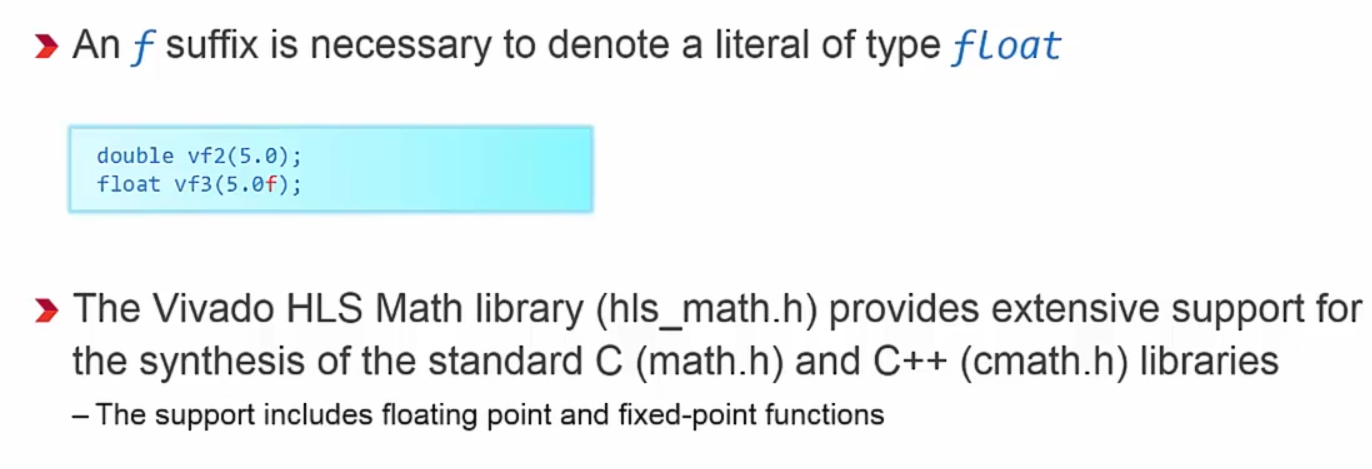 An f suffix is necessary to denote a literal of type float
double vf2(5.0);
float vf3(5.0f);
The Vivado HLS Math library (hls_math.h) provides extensive support for
the synthesis of the standard C (math.h) and C++ (cmath.h) libraries
– The support includes floating point and fixed-point functions